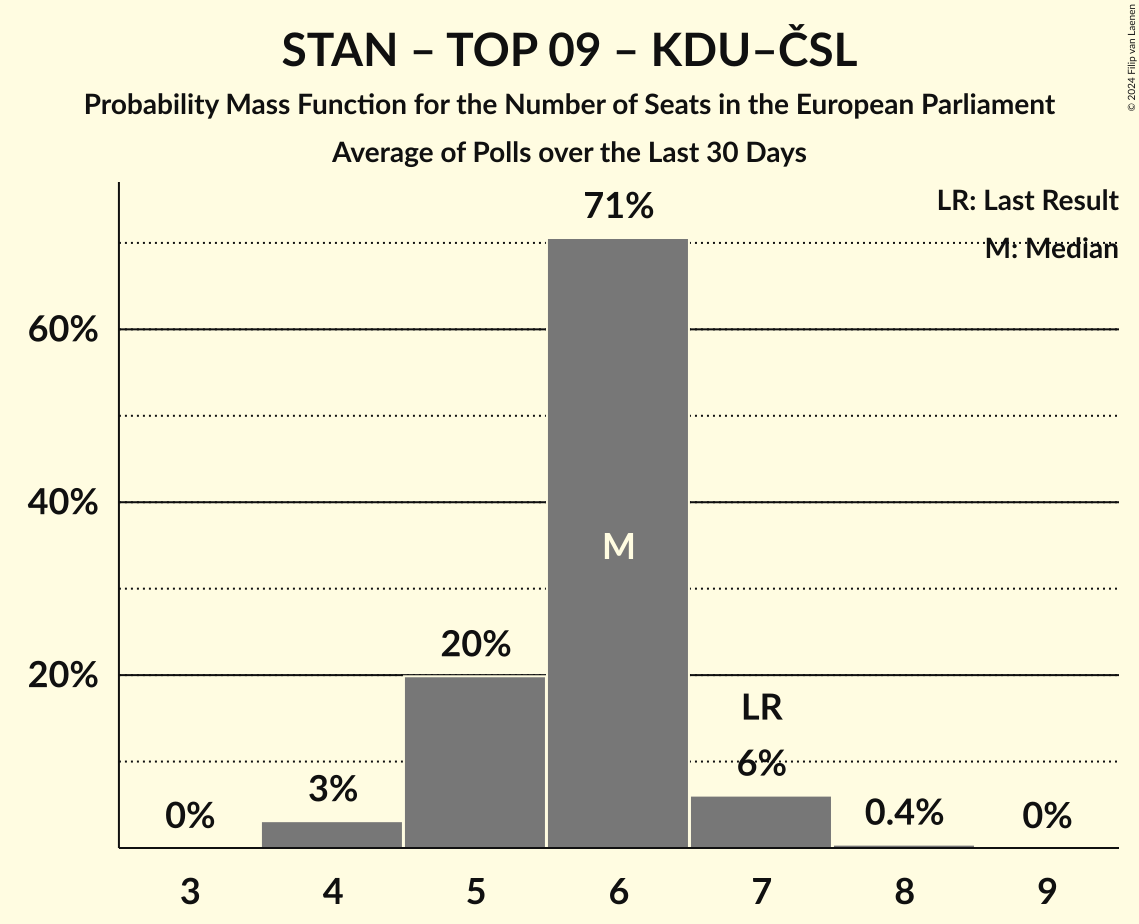 STAN – TOP 09 – KDU–ČSL
Probability Mass Function for the Number of Seats in the European Parliament
Average of Polls over the Last 30 Days
© 2024 Filip van Laenen
LR: Last Result
M: Median
71%
60%
40%
M
20%
20%
LR
6%
3%
0%
0.4%
0%
3 4 5 6 7 8 9